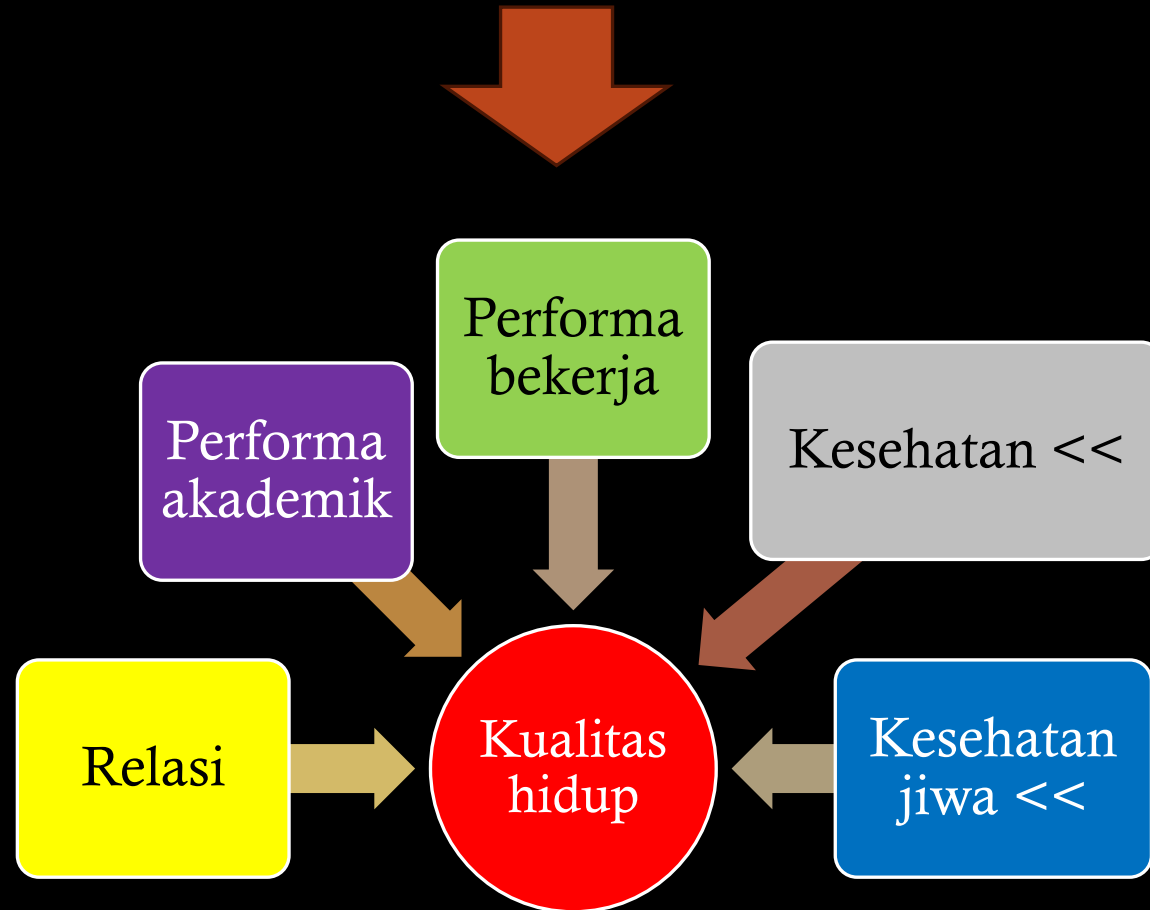 Performa
bekerja
Performa
akademik
Kesehatan <<
Relasi
Kualitas
hidup
Kesehatan
jiwa <<